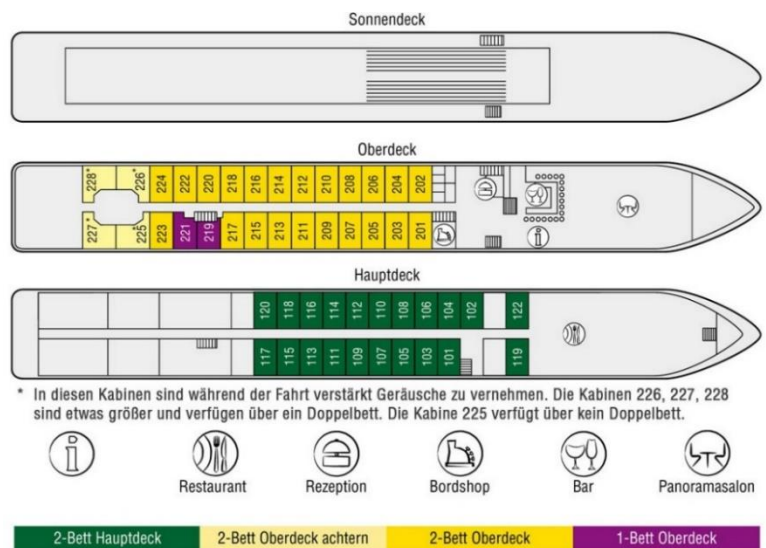 Sonnendeck
Oberdeck
228* 226* 224 222 220 218 216 214 212 210 208 206 204 202
227* 225* 223 221 219 217 215 213 211 209 207 205 203 201
Hauptdeck
120 118 116 114 112 110 108 106 104 102 122
117 115 113 111 109 107 105 103 101 119
* In diesen Kabinen sind während der Fahrt verstärkt Geräusche zu vernehmen. Die Kabinen 226, 227, 228
sind etwas größer und verfügen über ein Doppelbett. Die Kabine 225 verfügt über kein Doppelbett.
Restaurant Rezeption Bordshop Bar Panoramasalon
2-Bett Hauptdeck 2-Bett Oberdeck achtern 2-Bett Oberdeck 1-Bett Oberdeck